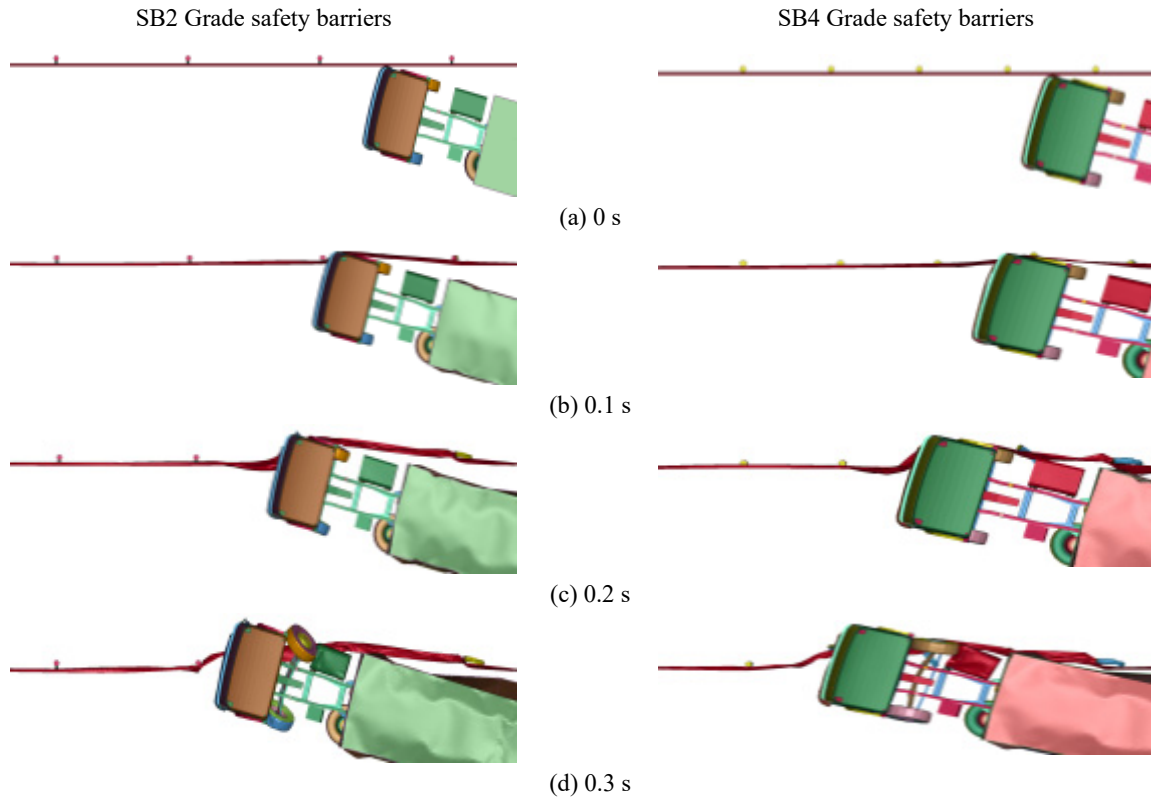 SB2 Grade safety barriers
SB4 Grade safety barriers
(a) 0 s
(b) 0.1 s
(c) 0.2 s
(d) 0.3 s